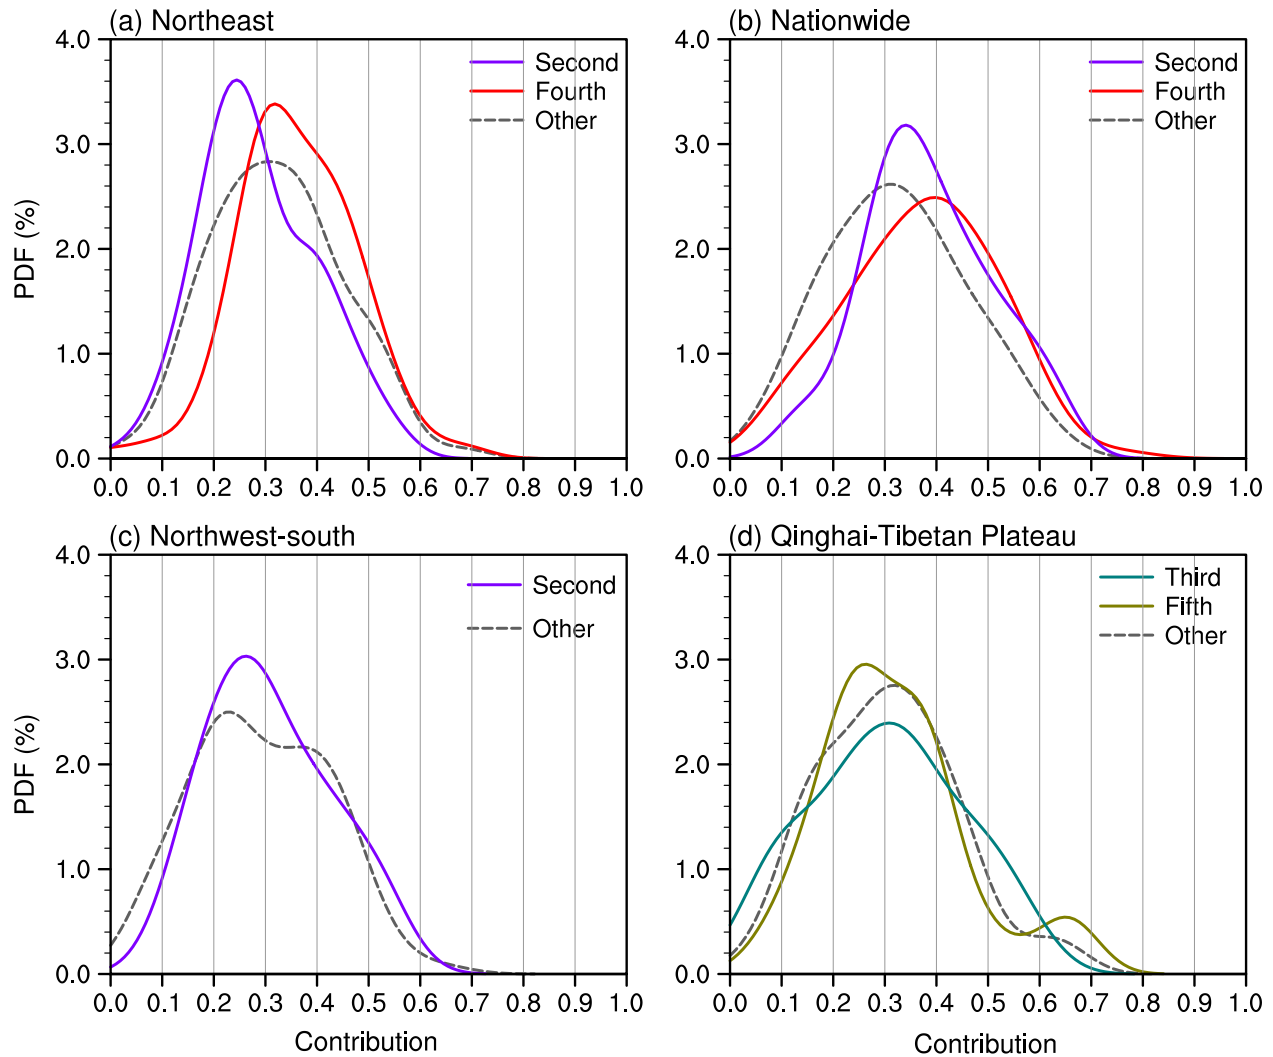 (a) Northeast
4.0
3.0
2.0
1.0
0.0
PDF (%)
Second
Fourth
Other
0.0 0.1 0.2 0.3 0.4 0.5 0.6 0.7 0.8 0.9 1.0
(b) Nationwide
4.0
3.0
2.0
1.0
0.0
Second
Fourth
Other
0.0 0.1 0.2 0.3 0.4 0.5 0.6 0.7 0.8 0.9 1.0
(c) Northwest-south
4.0
3.0
2.0
1.0
0.0
PDF (%)
Second
Other
0.0 0.1 0.2 0.3 0.4 0.5 0.6 0.7 0.8 0.9 1.0
Contribution
(d) Qinghai-Tibetan Plateau
4.0
3.0
2.0
1.0
0.0
Third
Fifth
Other
0.0 0.1 0.2 0.3 0.4 0.5 0.6 0.7 0.8 0.9 1.0
Contribution